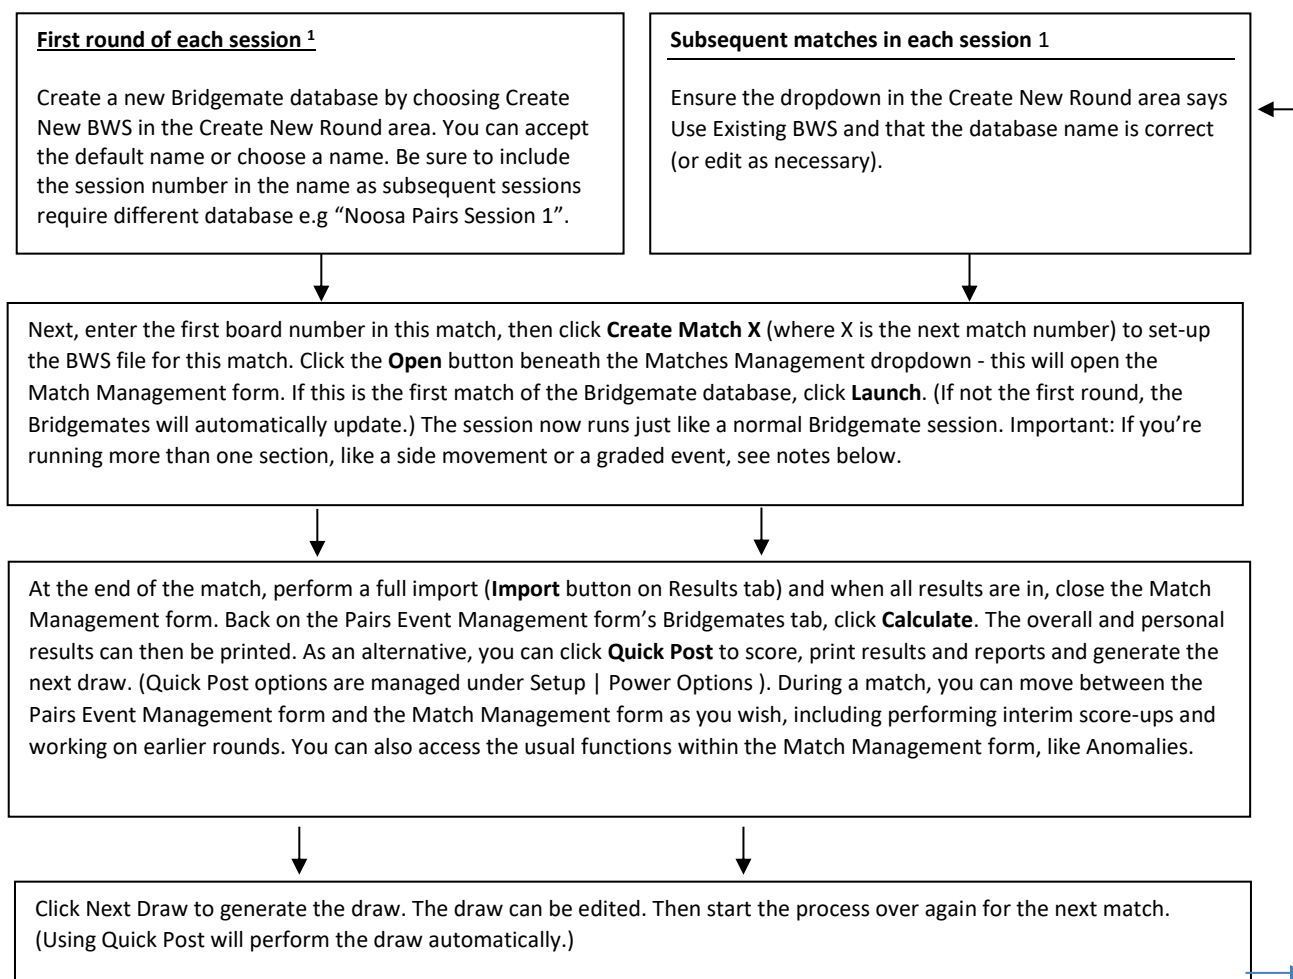 First round of each session 1
Create a new Bridgemate database by choosing Create
New BWS in the Create New Round area. You can accept
the default name or choose a name. Be sure to include
the session number in the name as subsequent sessions
require different database e.g “Noosa Pairs Session 1”.
Subsequent matches in each session 1
Ensure the dropdown in the Create New Round area says
Use Existing BWS and that the database name is correct
(or edit as necessary).
Next, enter the first board number in this match, then click Create Match X (where X is the next match number) to set-up
the BWS file for this match. Click the Open button beneath the Matches Management dropdown - this will open the
Match Management form. If this is the first match of the Bridgemate database, click Launch. (If not the first round, the
Bridgemates will automatically update.) The session now runs just like a normal Bridgemate session. Important: If you’re
running more than one section, like a side movement or a graded event, see notes below.
At the end of the match, perform a full import (Import button on Results tab) and when all results are in, close the Match
Management form. Back on the Pairs Event Management form’s Bridgemates tab, click Calculate. The overall and personal
results can then be printed. As an alternative, you can click Quick Post to score, print results and reports and generate the
next draw. (Quick Post options are managed under Setup | Power Options ). During a match, you can move between the
Pairs Event Management form and the Match Management form as you wish, including performing interim score-ups and
working on earlier rounds. You can also access the usual functions within the Match Management form, like Anomalies.
Click Next Draw to generate the draw. The draw can be edited. Then start the process over again for the next match.
(Using Quick Post will perform the draw automatically.)